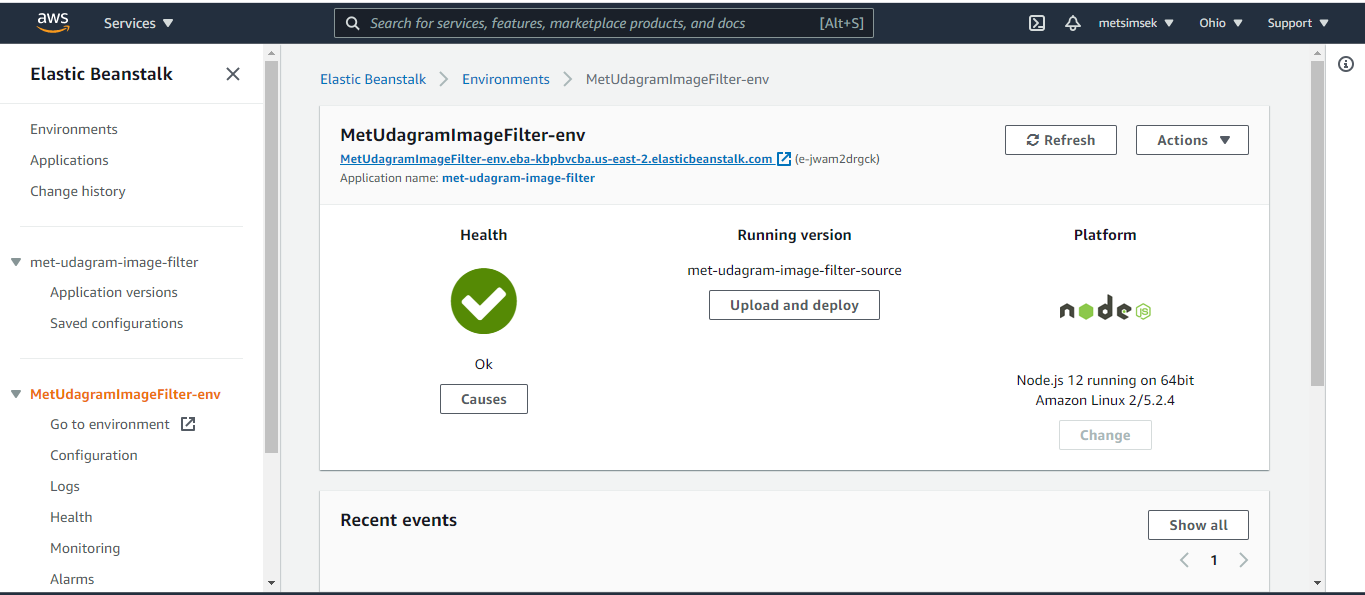 aws Services Search for services, features, marketplace products, and docs [Alt+S] metsimsek Ohio Support
Elastic Beanstalk
Environments
Applications
Change history
met-udagram-image-filter
Application versions
Saved configurations
MetUdagramImageFilter-env
Go to environment
Configuration
Logs
Health
Monitoring
Alarms
Elastic Beanstalk Environments MetUdagramImageFilter-env
MetUdagramImageFilter-env
Refresh Actions
MetUdagramImageFilter-env.eba-kbpbvcba.us-east-2.elasticbeanstalk.com (e-jwam2drgck)
Application name: met-udagram-image-filter
Health
Ok
Causes
Running version
met-udagram-image-filter-source
Upload and deploy
Platform
node JS
Node.js 12 running on 64bit
Amazon Linux 2/5.2.4
Change
Recent events
Show all
1